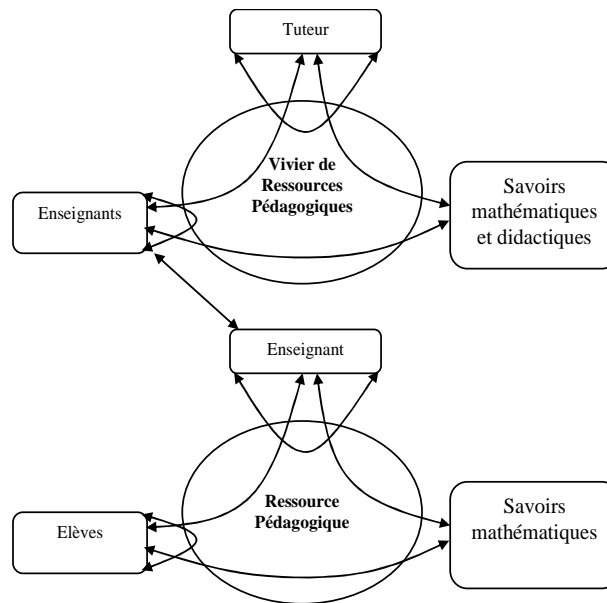 Tuteur
Vivier de
Ressources
Pédagogiques
Enseignants
Savoirs
mathématiques
et didactiques
Enseignant
Ressource
Pédagogique
Elèves
Savoirs
mathématiques